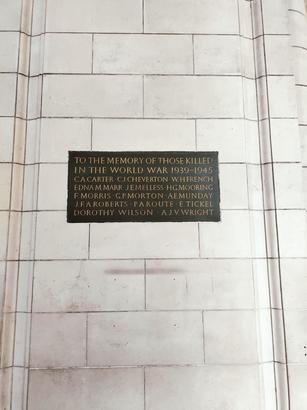 TO THE MEMORY OF THOSE KILLED
IN THE WORLD WAR 1939-1945
C.A.CARTER · C.J.CHEVERTON · W.H.FRENCH
EDNA M. MARR · J.E.MELLESS · H.G.MOORING
F. MORRIS · G.P. MORTON · A.E.MUNDAY
J.F.A.ROBERTS · P.A.ROUTE · F. TICKEL
DOROTHY WILSON · A.J.V. WRIGHT